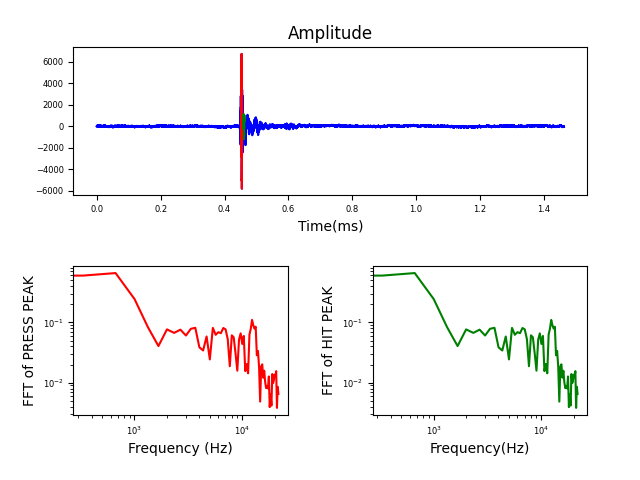 Amplitude
6000
4000
2000
0
−2000
−4000
−6000
0.0 0.2 0.4 0.6 0.8 1.0 1.2 1.4
Time(ms)
FFT of PRESS PEAK
10⁻¹
10⁻²
10³ 10⁴
Frequency (Hz)
FFT of HIT PEAK
10⁻¹
10⁻²
10³ 10⁴
Frequency(Hz)